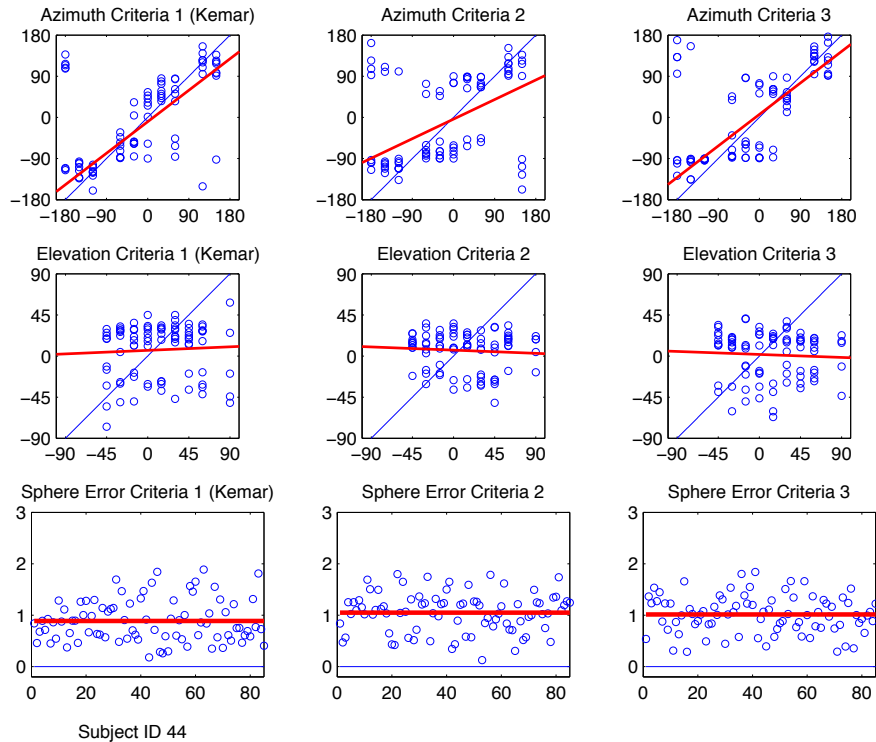 Azimuth Criteria 1 (Kemar)
Azimuth Criteria 2
Azimuth Criteria 3
180
90
0
−90
−180
−180 −90 0 90 180
180
90
0
−90
−180
−180 −90 0 90 180
180
90
0
−90
−180
−180 −90 0 90 180
Elevation Criteria 1 (Kemar)
Elevation Criteria 2
Elevation Criteria 3
90
45
0
−45
−90
−90 −45 0 45 90
90
45
0
−45
−90
−90 −45 0 45 90
90
45
0
−45
−90
−90 −45 0 45 90
Sphere Error Criteria 1 (Kemar)
Sphere Error Criteria 2
Sphere Error Criteria 3
3
2
1
0
0 20 40 60 80
3
2
1
0
0 20 40 60 80
3
2
1
0
0 20 40 60 80
Subject ID 44